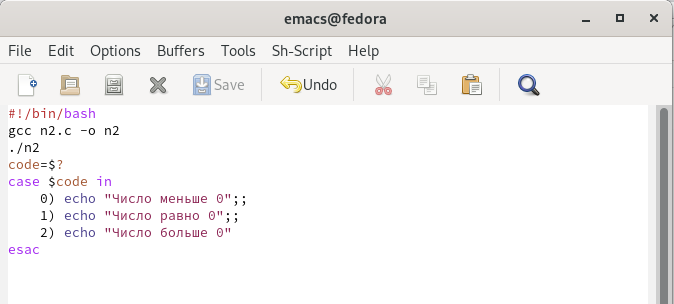 emacs@fedora
File Edit Options Buffers Tools Sh-Script Help
Save Undo
#!/bin/bash
gcc n2.c -o n2
./n2
code=$?
case $code in
    0) echo "Число меньше 0";;
    1) echo "Число равно 0";;
    2) echo "Число больше 0"
esac